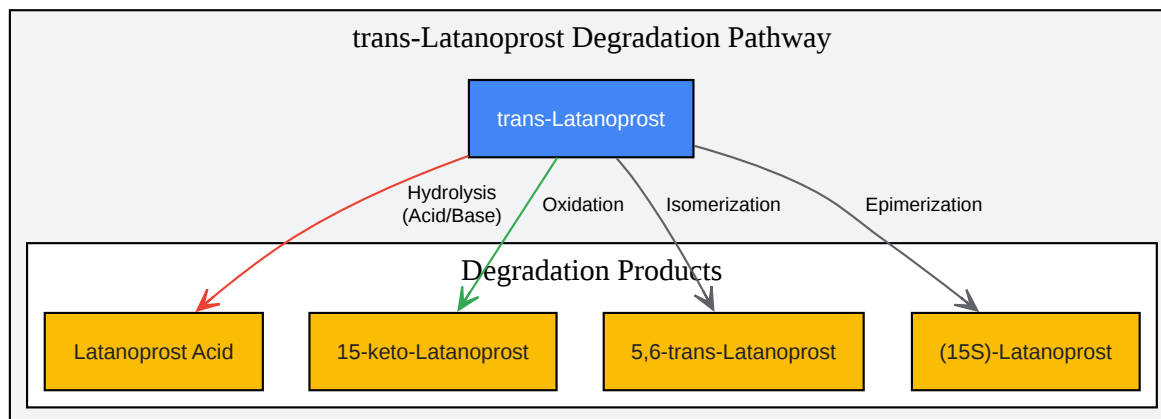 trans-Latanoprost Degradation Pathway
trans-Latanoprost
Hydrolysis
(Acid/Base)
Oxidation
Isomerization
Epimerization
Degradation Products
Latanoprost Acid
15-keto-Latanoprost
5,6-trans-Latanoprost
(15S)-Latanoprost